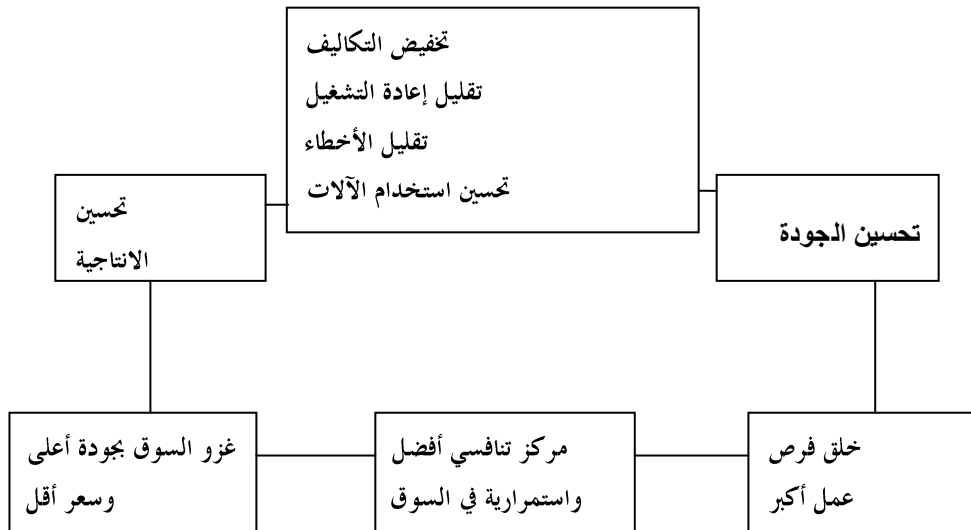 تخفيض التكاليف
تقليل إعادة التشغيل
تقليل الأخطاء
تحسين استخدام الآلات
تحسين الجودة
تحسين
الانتاجية
خلق فرص
عمل أكبر
مركز تنافسي أفضل
واستمرارية في السوق
غزو السوق بجودة أعلى
وسعر أقل